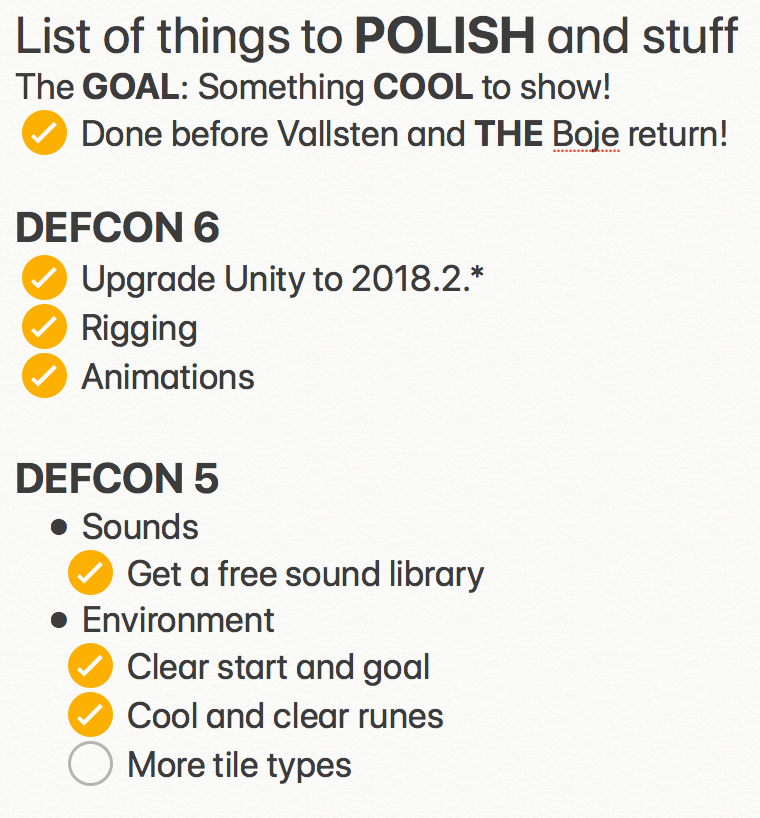 List of things to POLISH and stuff
The GOAL: Something COOL to show!
Done before Vallsten and THE Boje return!
DEFCON 6
Upgrade Unity to 2018.2.*
Rigging
Animations
DEFCON 5
• Sounds
Get a free sound library
• Environment
Clear start and goal
Cool and clear runes
More tile types